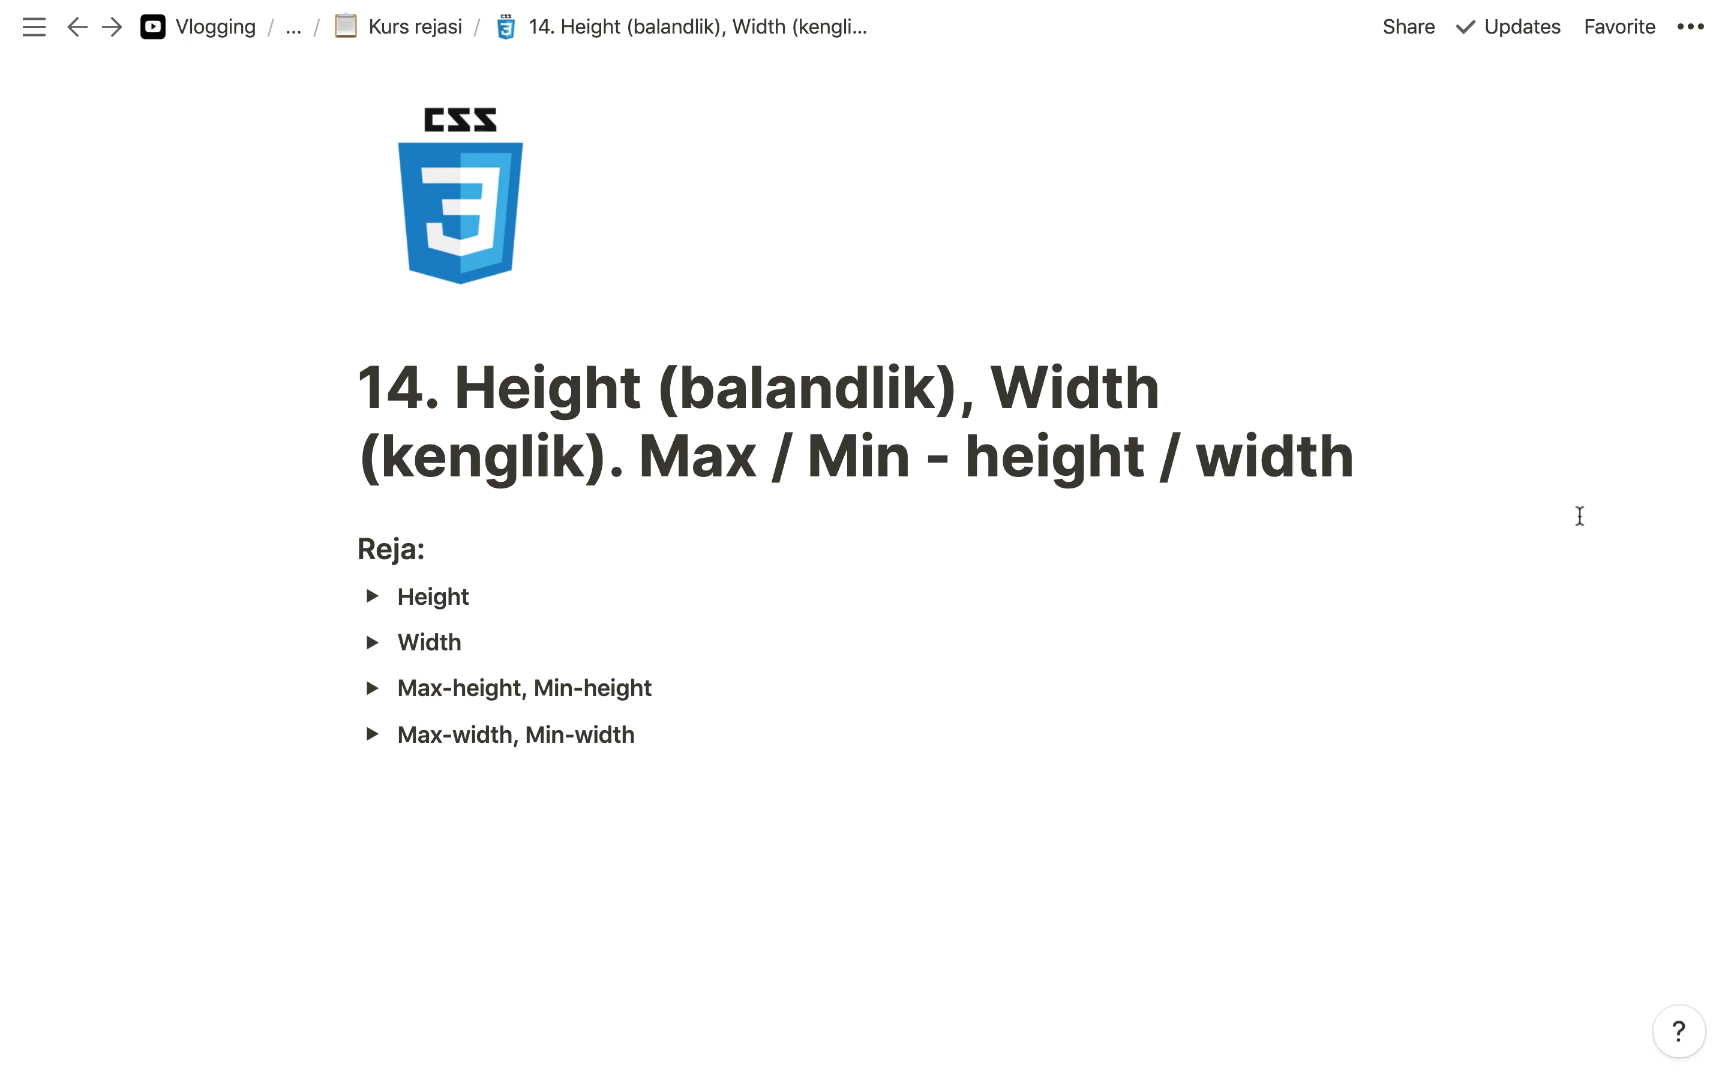 Vlogging / ... / Kurs rejasi / 14. Height (balandlik), Width (kengli...
Share Updates Favorite
CSS
3
14. Height (balandlik), Width
(kenglik). Max / Min - height / width
Reja:
Height
Width
Max-height, Min-height
Max-width, Min-width
?